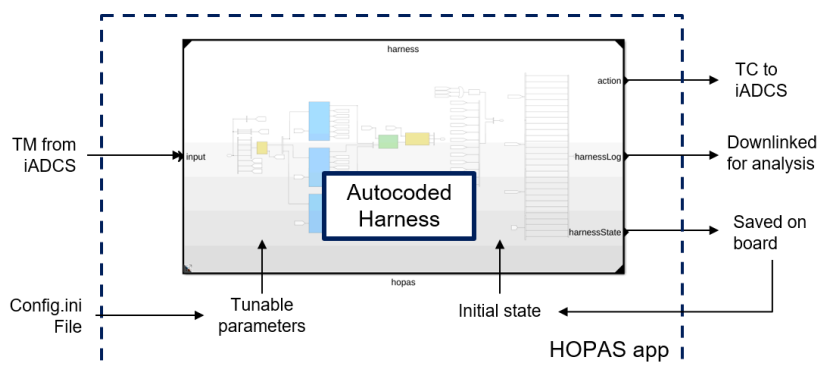 harness
action
TC to
iADCS
TM from
iADCS
input
harnessLog
Downlinked
for analysis
Autocoded
Harness
harnessState
Saved on
board
hopas
Config.ini
File
Tunable
parameters
Initial state
HOPAS app